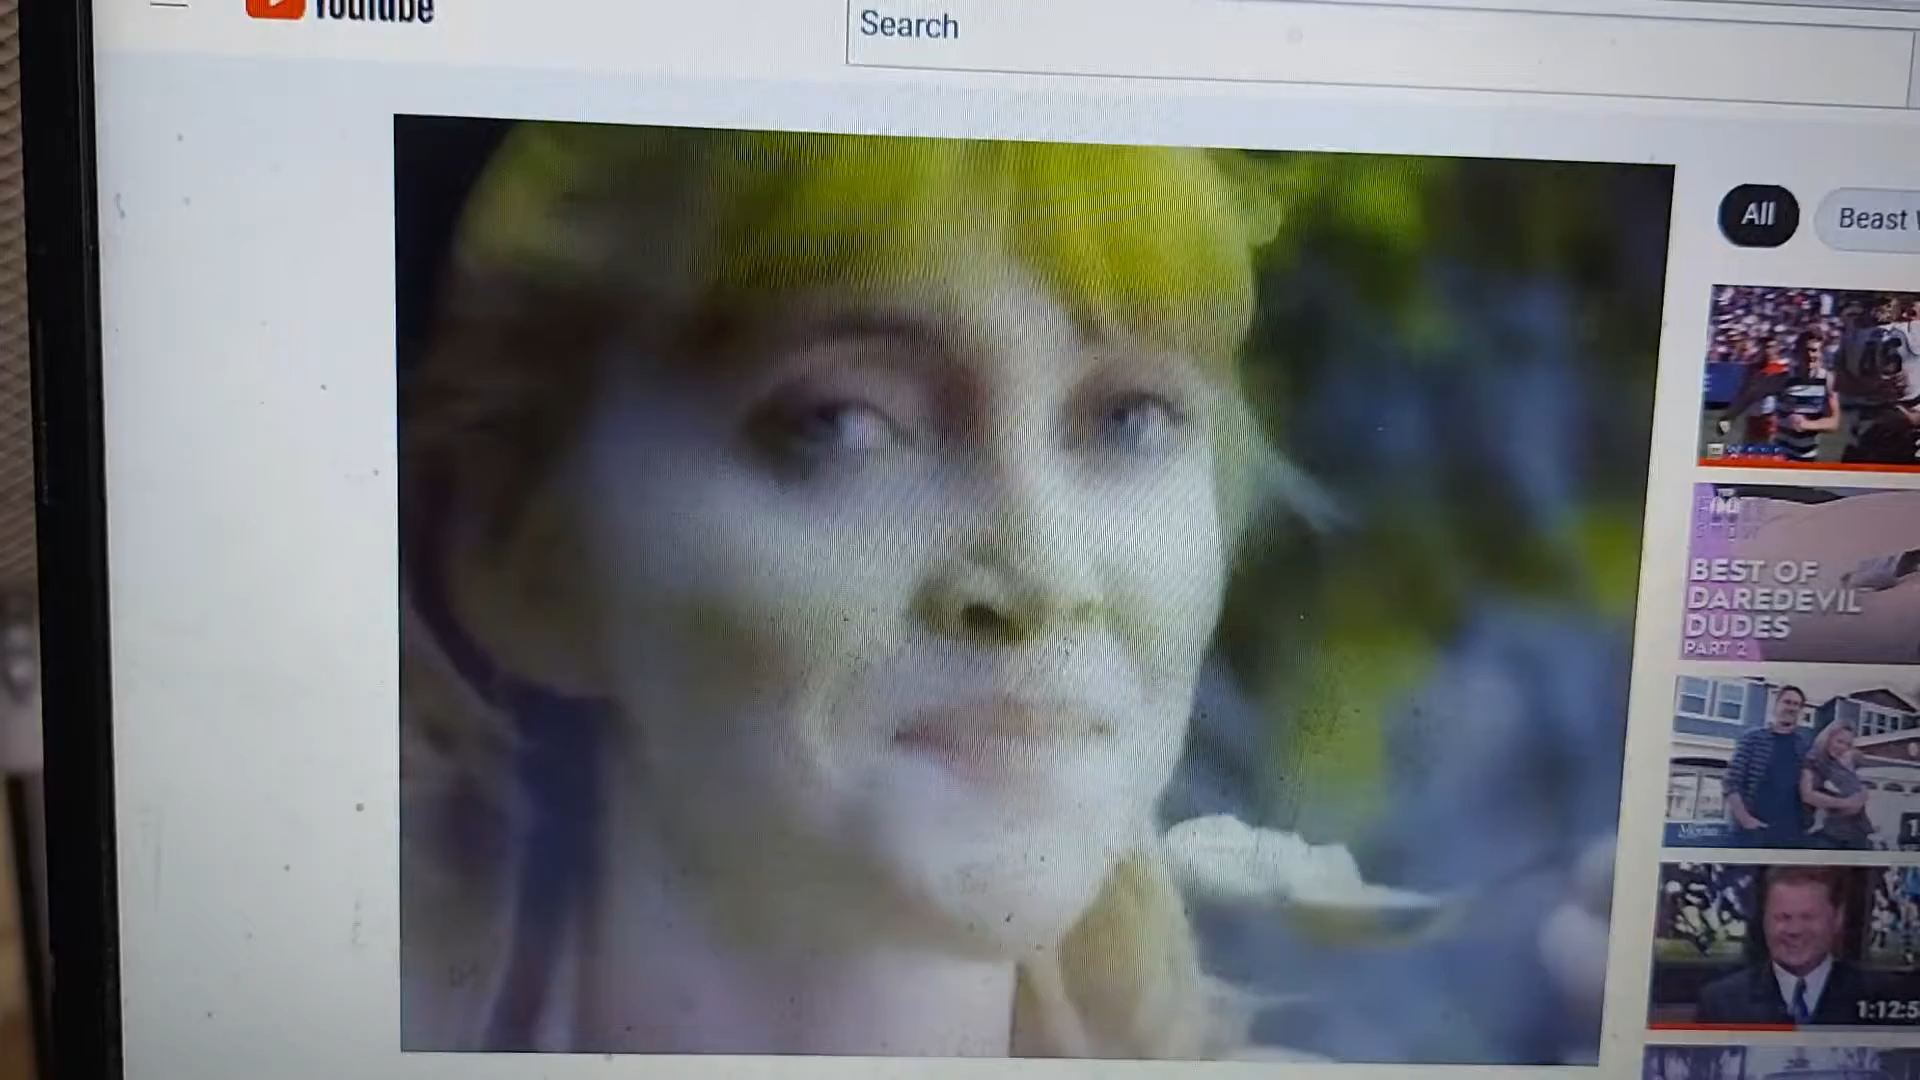 YouTube
Search
All
Beast
BEST OF
DAREDEVIL
DUDES
PART 2
1:12:5